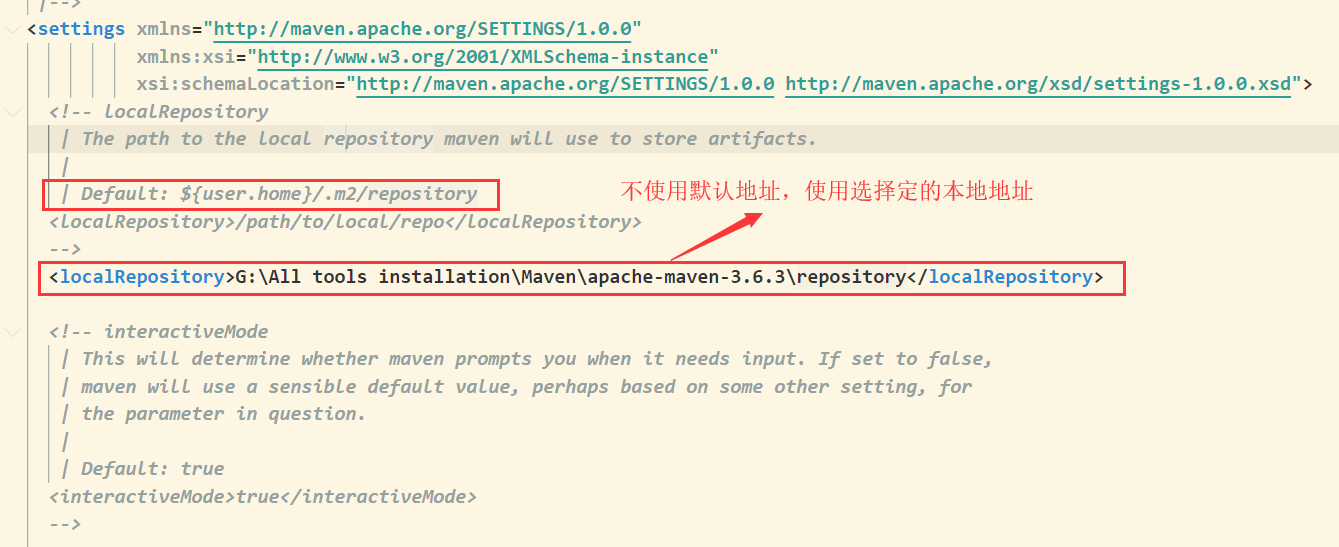 |-->
<settings xmlns="http://maven.apache.org/SETTINGS/1.0.0"
xmlns:xsi="http://www.w3.org/2001/XMLSchema-instance"
xsi:schemaLocation="http://maven.apache.org/SETTINGS/1.0.0 http://maven.apache.org/xsd/settings-1.0.0.xsd">
<!-- localRepository
| The path to the local repository maven will use to store artifacts.
|
| Default: ${user.home}/.m2/repository
不使用默认地址，使用选择定的本地地址
<localRepository>/path/to/local/repo</localRepository>
-->
<localRepository>G:\All tools installation\Maven\apache-maven-3.6.3\repository</localRepository>
<!-- interactiveMode
| This will determine whether maven prompts you when it needs input. If set to false,
| maven will use a sensible default value, perhaps based on some other setting, for
| the parameter in question.
|
| Default: true
<interactiveMode>true</interactiveMode>
-->